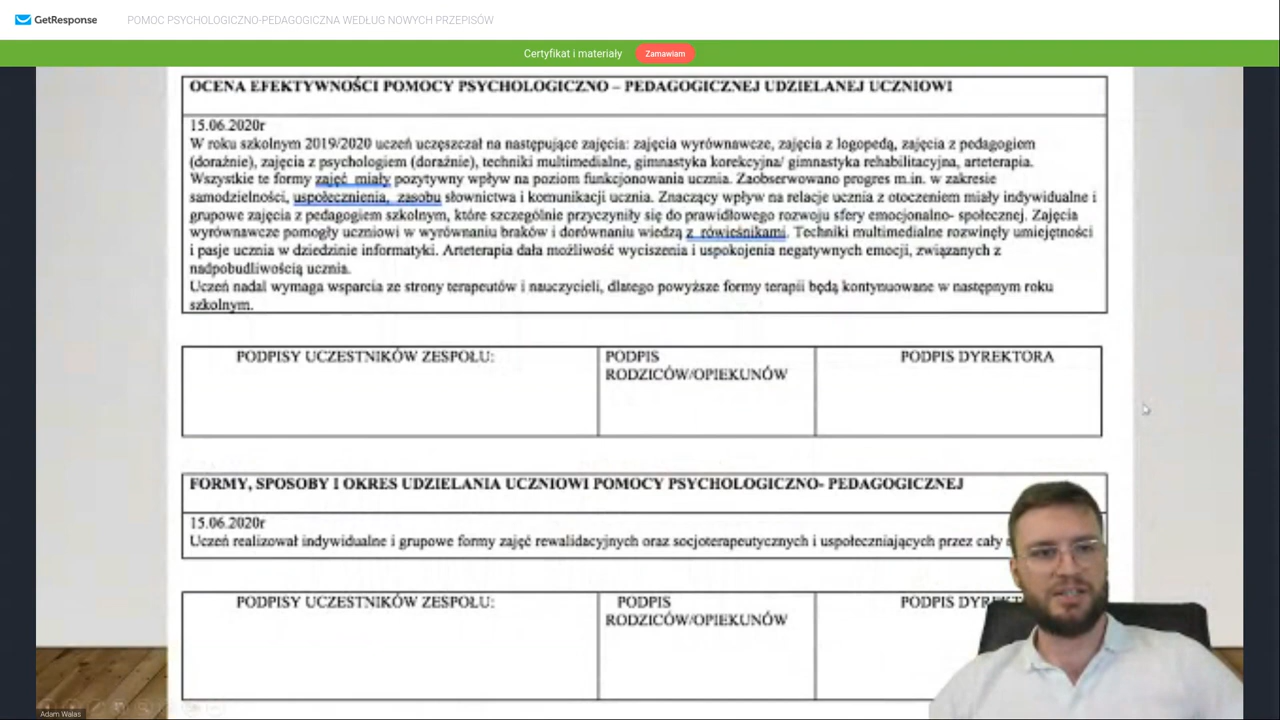 GetResponse
POMOC PSYCHOLOGICZNO-PEDAGOGICZNA WEDŁUG NOWYCH PRZEPISÓW
Certyfikat i materiały
Zamawiam
OCENA EFEKTYWNOŚCI POMOCY PSYCHOLOGICZNO – PEDAGOGICZNEJ UDZIELANEJ UCZNIOWI
15.06.2020r
W roku szkolnym 2019/2020 uczeń uczęszczał na następujące zajęcia: zajęcia wyrównawcze, zajęcia z logopedą, zajęcia z pedagogiem
(doraźnie), zajęcia z psychologiem (doraźnie), techniki multimedialne, gimnastyka korekcyjna/ gimnastyka rehabilitacyjna, arteterapia.
Wszystkie te formy zajęć miały pozytywny wpływ na poziom funkcjonowania ucznia. Zaobserwowano progres m.in. w zakresie
samodzielności, uspołecznienia, zasobu słownictwa i komunikacji ucznia. Znaczący wpływ na relacje ucznia z otoczeniem miały indywidualne i
grupowe zajęcia z pedagogiem szkolnym, które szczególnie przyczyniły się do prawidłowego rozwoju sfery emocjonalno- społecznej. Zajęcia
wyrównawcze pomogły uczniowi w wyrównaniu braków i dorównaniu wiedzą z rówieśnikami. Techniki multimedialne rozwinęły umiejętności
i pasje ucznia w dziedzinie informatyki. Arteterapia dała możliwość wyciszenia i uspokojenia negatywnych emocji, związanych z
nadpobudliwością ucznia.
Uczeń nadal wymaga wsparcia ze strony terapeutów i nauczycieli, dlatego powyższe formy terapii będą kontynuowane w następnym roku
szkolnym.
PODPISY UCZESTNIKÓW ZESPOŁU:
PODPIS
RODZICÓW/OPIEKUNÓW
PODPIS DYREKTORA
FORMY, SPOSOBY I OKRES UDZIELANIA UCZNIOWI POMOCY PSYCHOLOGICZNO- PEDAGOGICZNEJ
15.06.2020r
Uczeń realizował indywidualne i grupowe formy zajęć rewalidacyjnych oraz socjoterapeutycznych i uspołeczniających przez cały
PODPISY UCZESTNIKÓW ZESPOŁU:
PODPIS
RODZICÓW/OPIEKUNÓW
PODPIS
Adam Walas